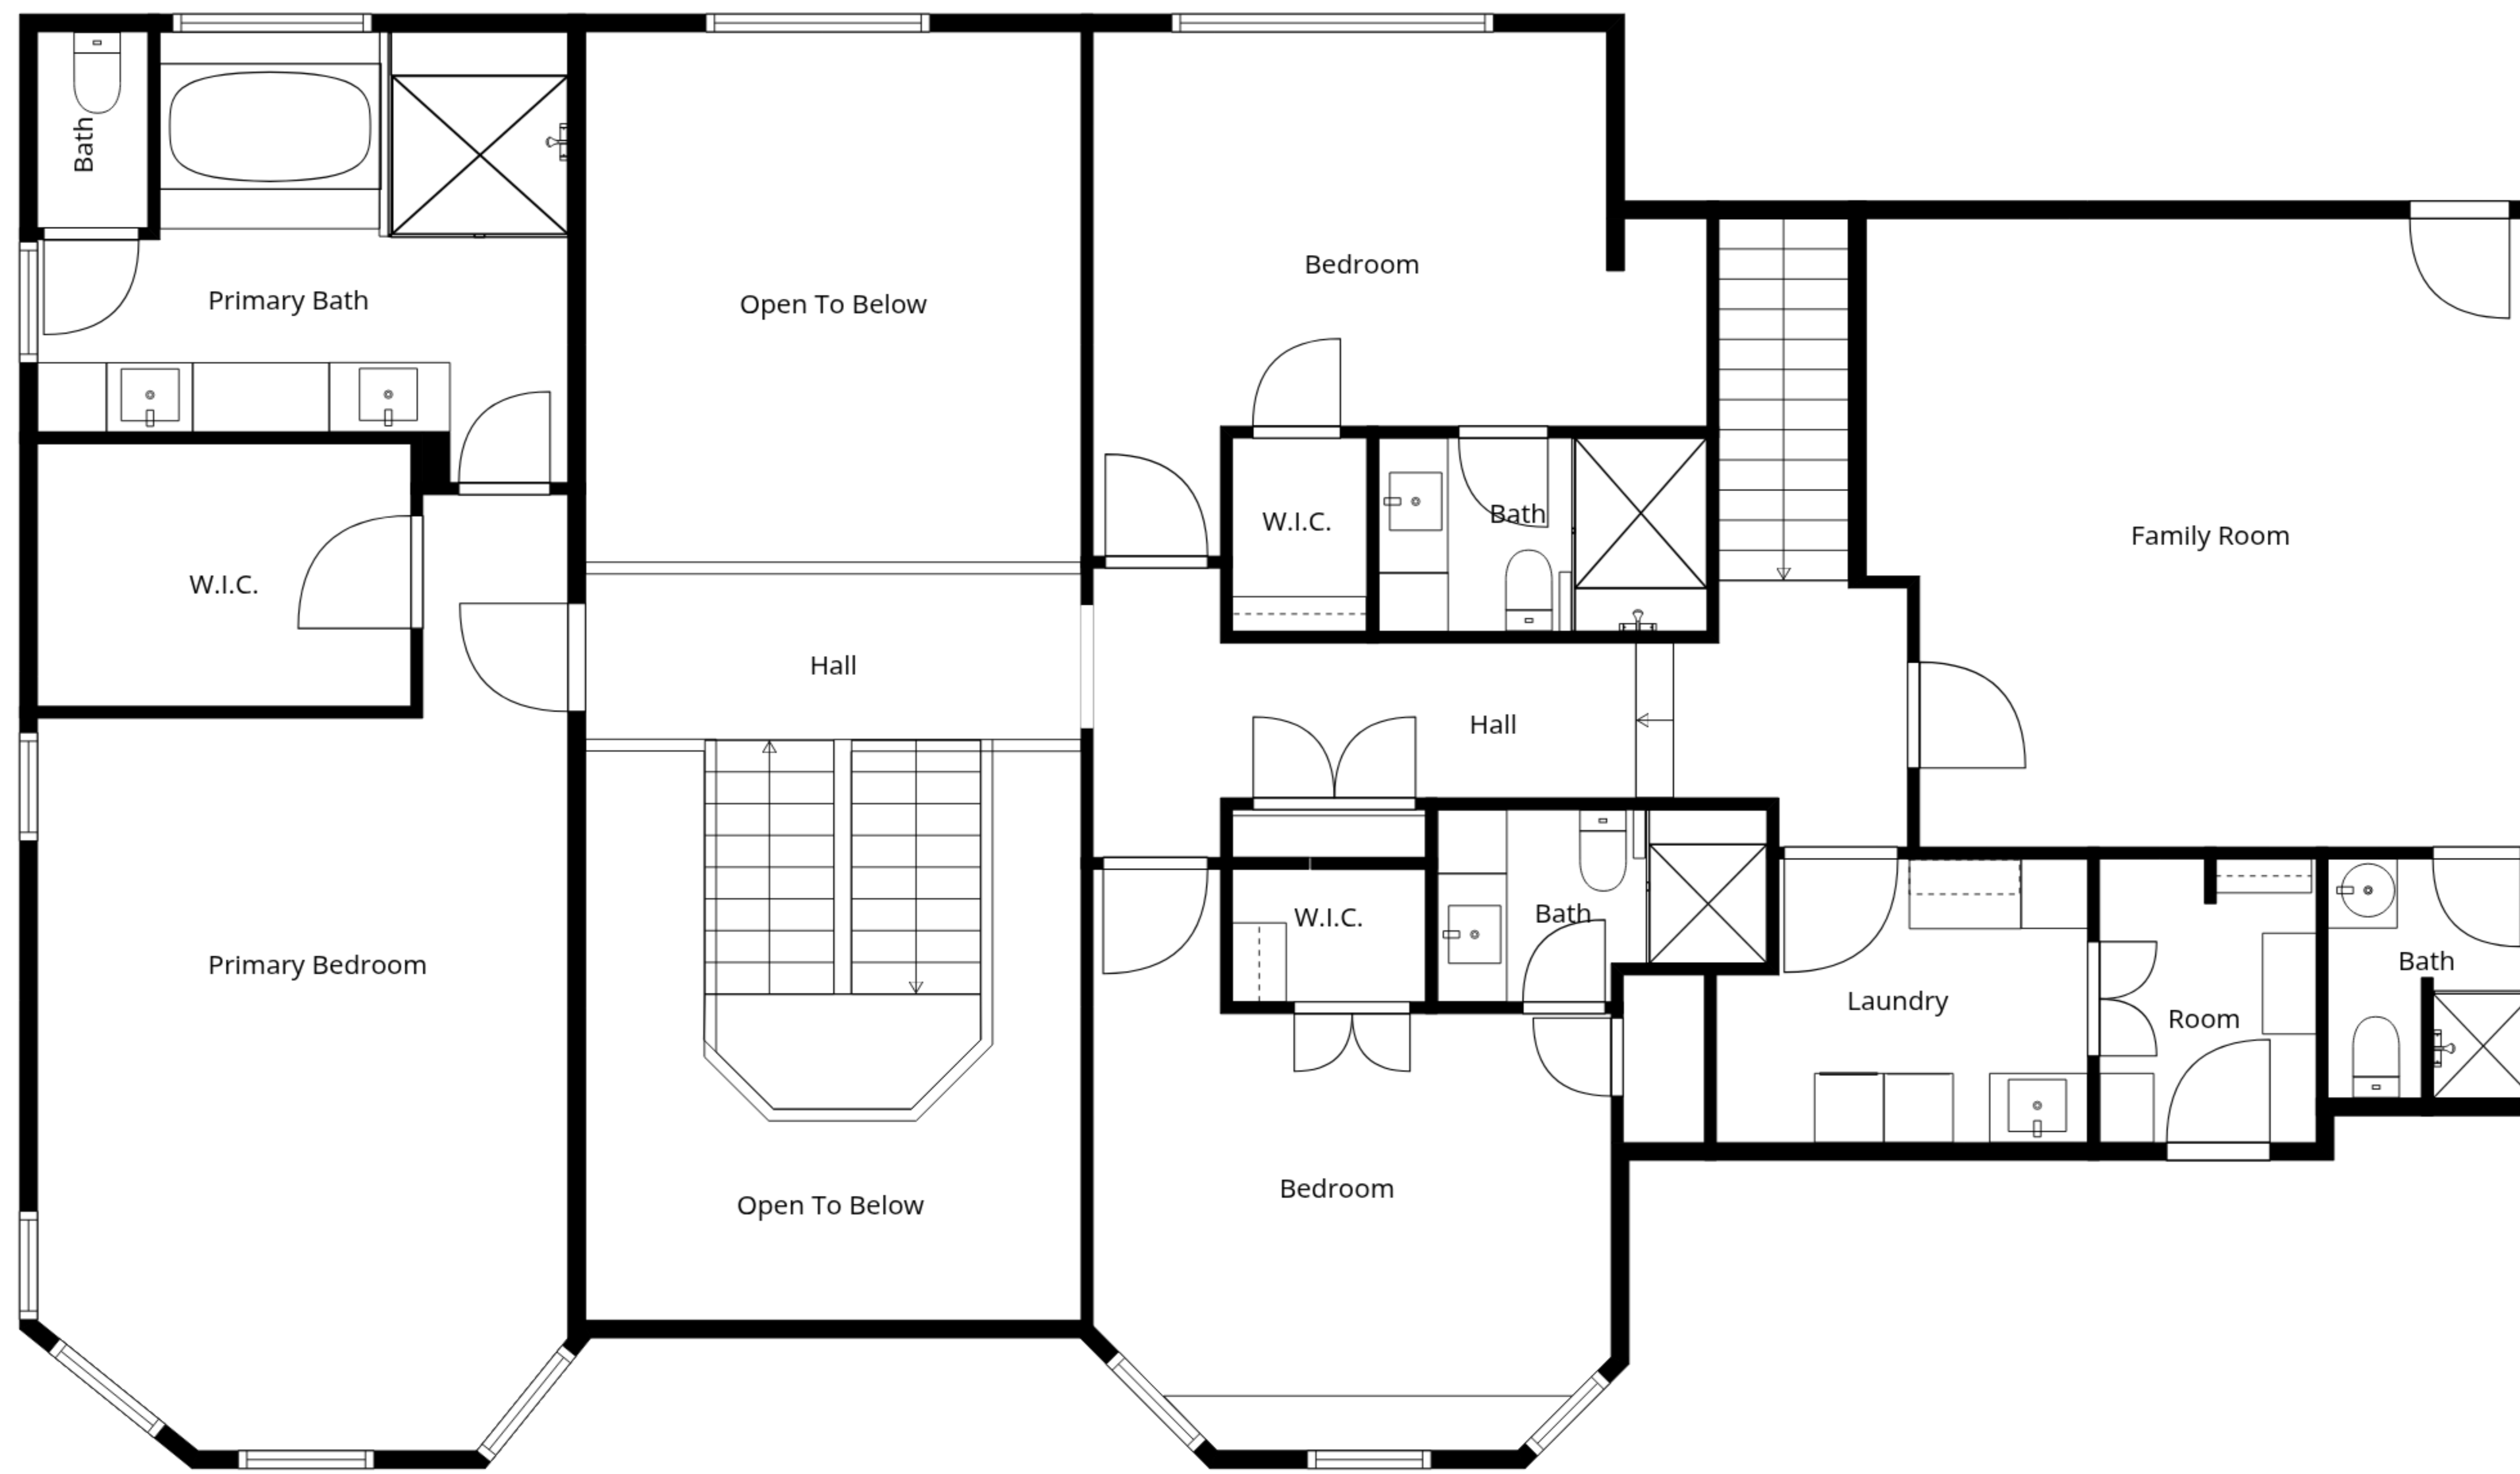 Bath
Primary Bath
Open To Below
Bedroom
W.I.C.
Bath
Family Room
W.I.C.
Hall
Hall
W.I.C.
Bath
Primary Bedroom
Bath
Laundry
Room
Bedroom
Open To Below